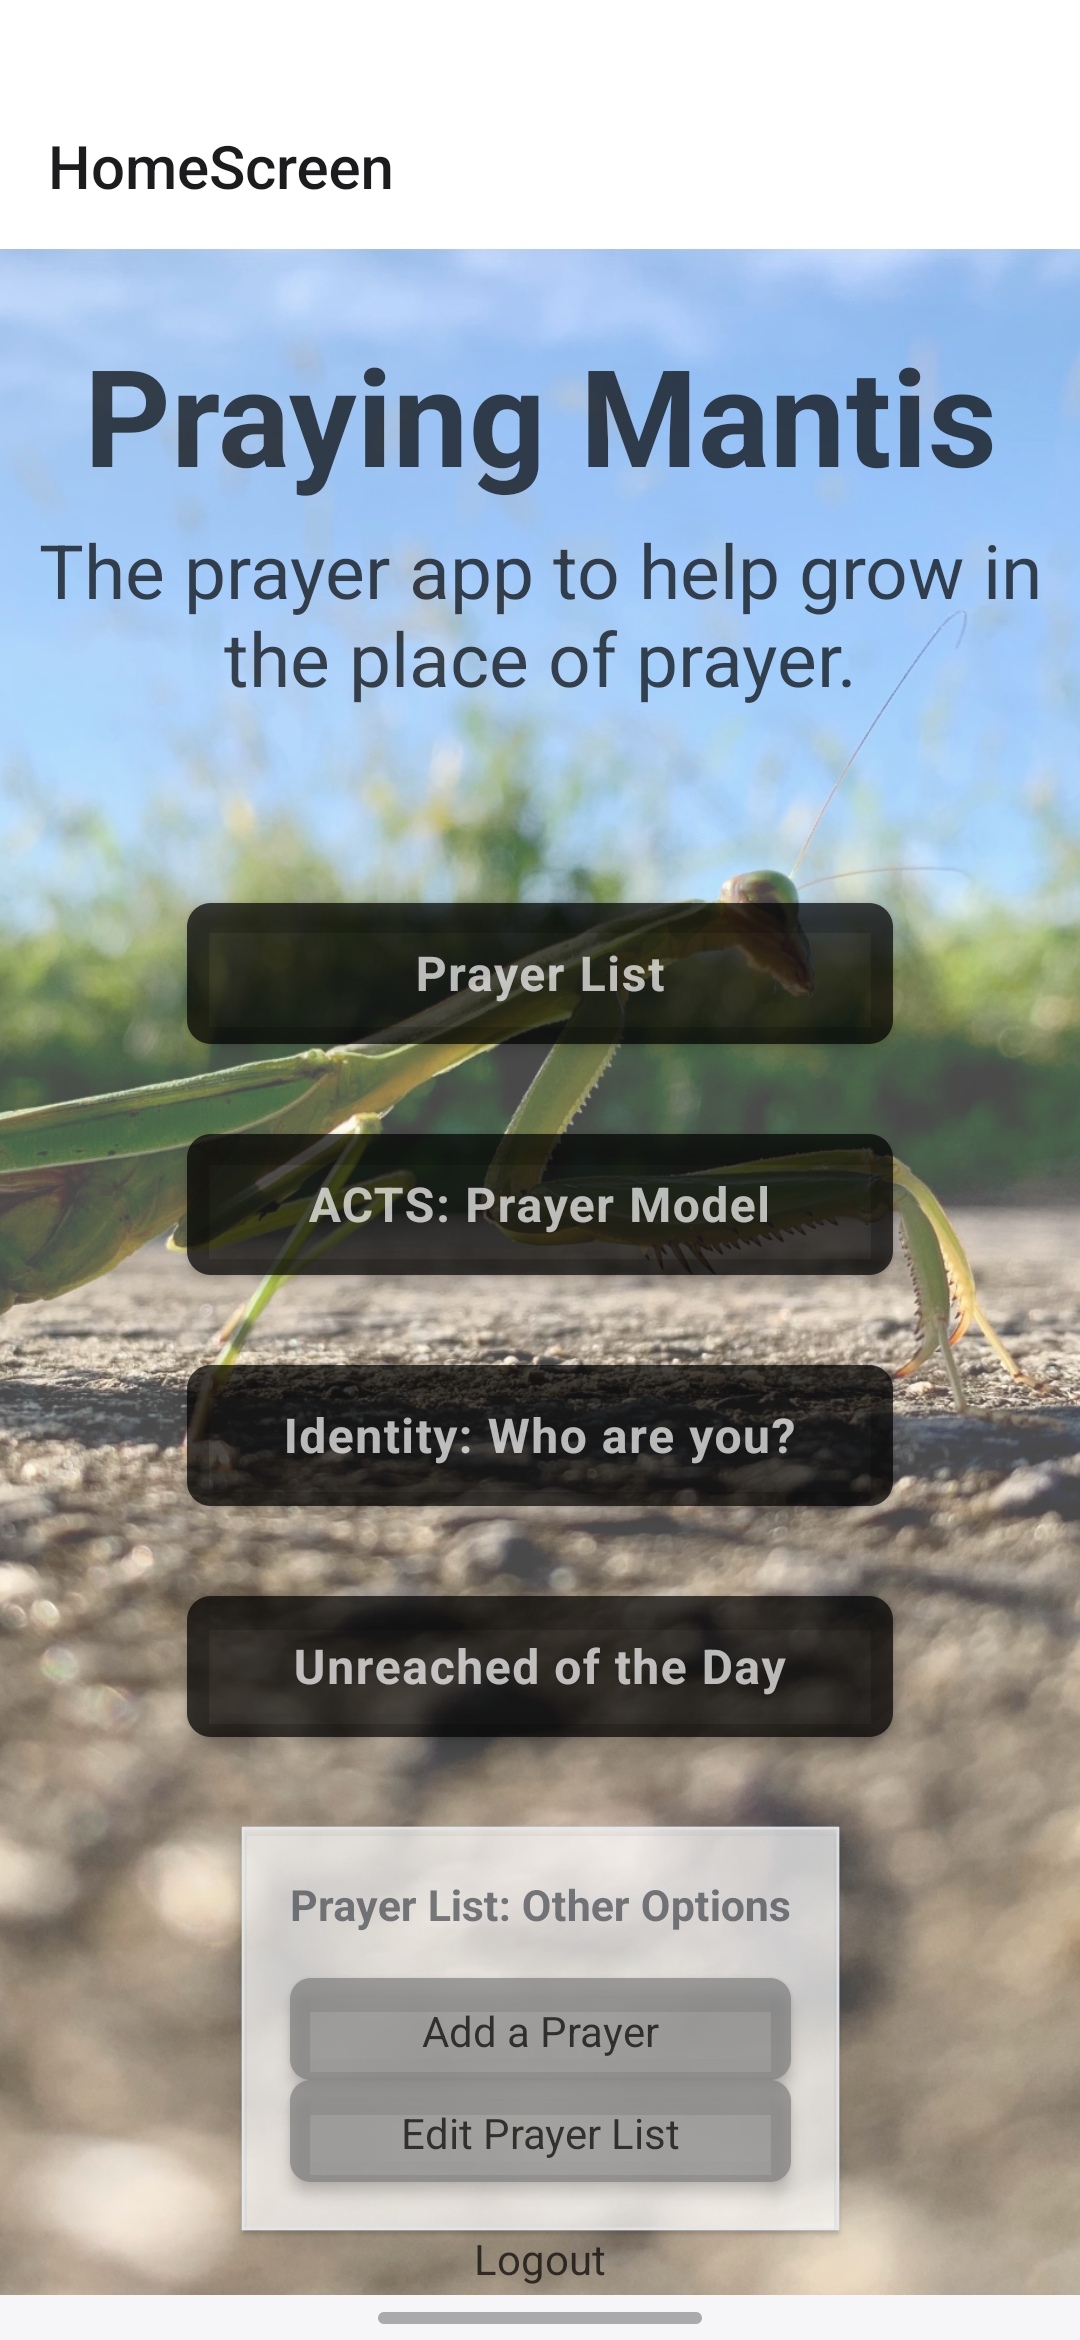 HomeScreen
Praying Mantis
The prayer app to help grow in
the place of prayer.
Prayer List
ACTS: Prayer Model
Identity: Who are you?
Unreached of the Day
Prayer List: Other Options
Add a Prayer
Edit Prayer List
Logout